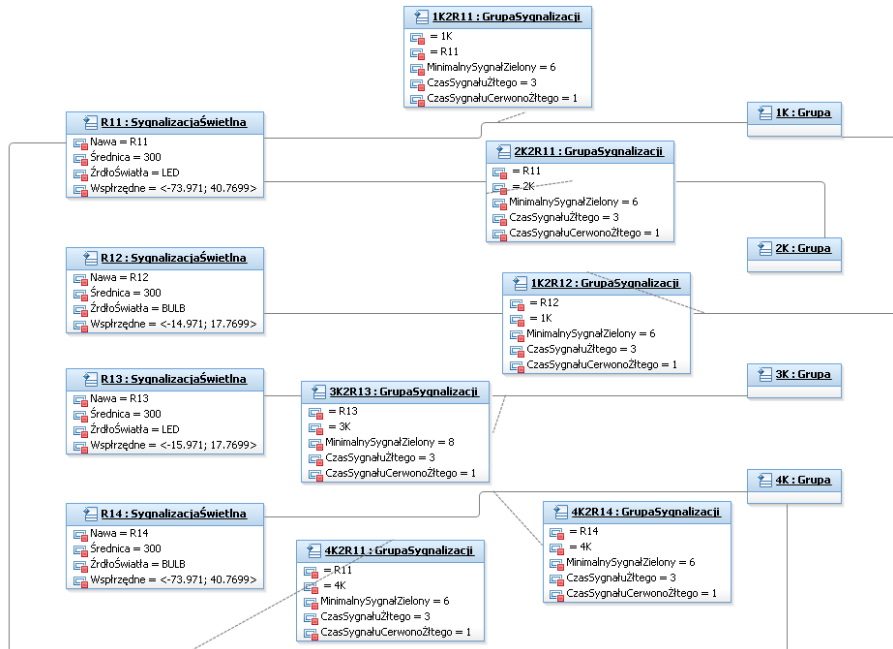 1K2R11 : GrupaSygnalizacji
= 1K
= R11
MinimalnySygnałZielony = 6
CzasSygnałuŻłtego = 3
CzasSygnałuCerwonoŻłtego = 1
R11 : SygnalizacjaŚwietlna
Nawa = R11
Średnica = 300
ŹrdłoŚwiatła = LED
Wspłrzędne = <-73.971; 40.7699>
1K : Grupa
2K2R11 : GrupaSygnalizacji
= R11
= 2K
MinimalnySygnałZielony = 6
CzasSygnałuŻłtego = 3
CzasSygnałuCerwonoŻłtego = 1
2K : Grupa
R12 : SygnalizacjaŚwietlna
Nawa = R12
Średnica = 300
ŹrdłoŚwiatła = BULB
Wspłrzędne = <-14.971; 17.7699>
1K2R12 : GrupaSygnalizacji
= R12
= 1K
MinimalnySygnałZielony = 6
CzasSygnałuŻłtego = 3
CzasSygnałuCerwonoŻłtego = 1
R13 : SygnalizacjaŚwietlna
Nawa = R13
Średnica = 300
ŹrdłoŚwiatła = LED
Wspłrzędne = <-15.971; 17.7699>
3K2R13 : GrupaSygnalizacji
= R13
= 3K
MinimalnySygnałZielony = 8
CzasSygnałuŻłtego = 3
CzasSygnałuCerwonoŻłtego = 1
3K : Grupa
4K : Grupa
R14 : SygnalizacjaŚwietlna
Nawa = R14
Średnica = 300
ŹrdłoŚwiatła = BULB
Wspłrzędne = <-73.971; 40.7699>
4K2R14 : GrupaSygnalizacji
= R14
= 4K
MinimalnySygnałZielony = 6
CzasSygnałuŻłtego = 3
CzasSygnałuCerwonoŻłtego = 1
4K2R11 : GrupaSygnalizacji
= R11
= 4K
MinimalnySygnałZielony = 6
CzasSygnałuŻłtego = 3
CzasSygnałuCerwonoŻłtego = 1